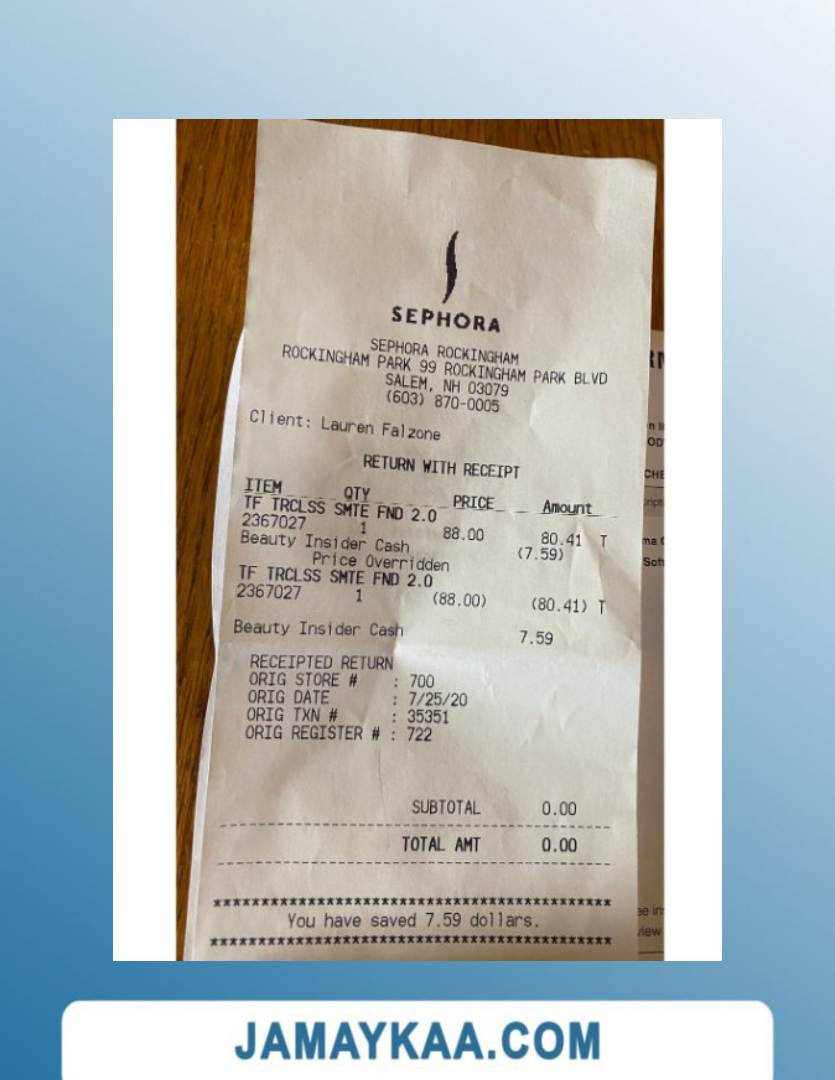 SEPHORA
SEPHORA ROCKINGHAM
ROCKINGHAM PARK 99 ROCKINGHAM PARK BLVD
SALEM, NH 03079
(603) 870-0005
Client: Lauren Falzone
RETURN WITH RECEIPT
ITEM QTY PRICE Amount
TF TRCLSS SMTE FND 2.0
2367027 1 88.00 80.41 T
Beauty Insider Cash (7.59)
Price Overridden
TF TRCLSS SMTE FND 2.0
2367027 1 (88.00) (80.41) T
Beauty Insider Cash 7.59
RECEIPTED RETURN
ORIG STORE # : 700
ORIG DATE : 7/25/20
ORIG TXN # : 35351
ORIG REGISTER # : 722
SUBTOTAL 0.00
TOTAL AMT 0.00
****************************************
You have saved 7.59 dollars.
****************************************
JAMAYKAA.COM